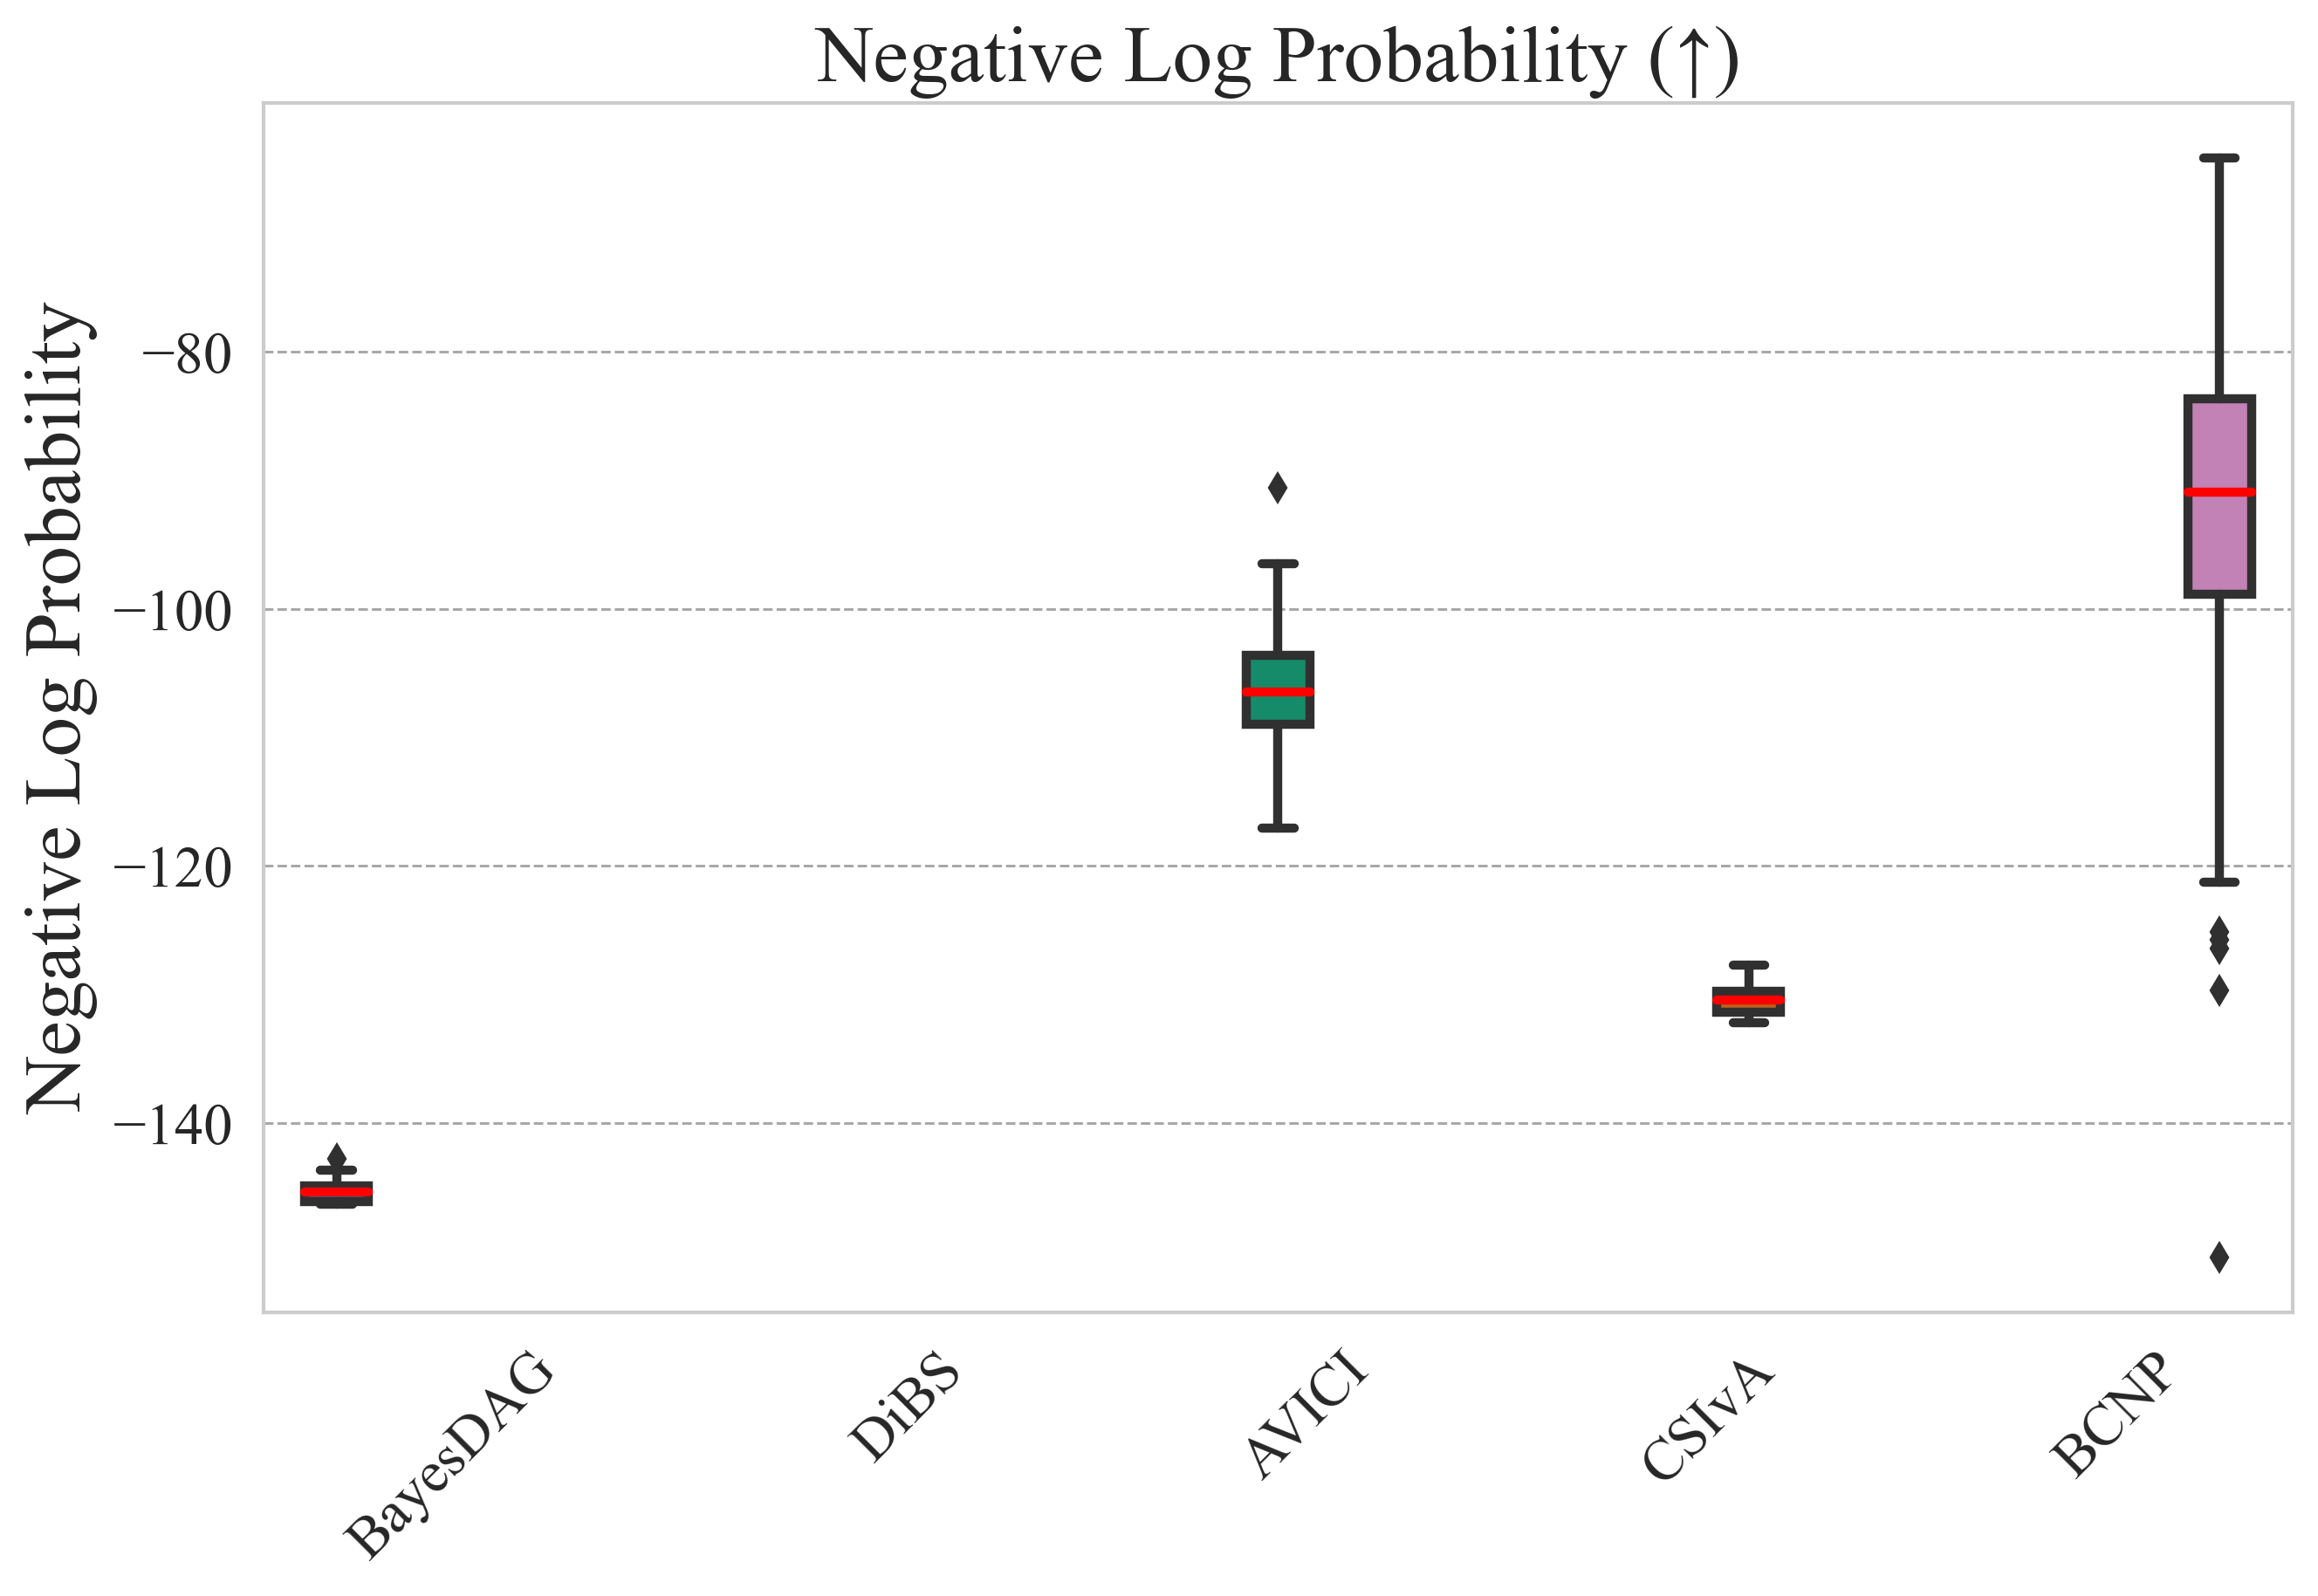 Negative Log Probability (↑)
Negative Log Probability
−80
−100
−120
−140
BayesDAG
DiBS
AVICI
CSIvA
BCNP